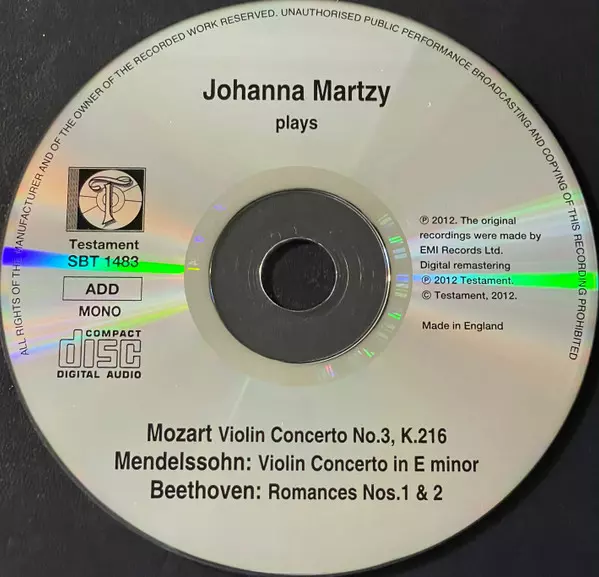 ALL RIGHTS OF THE MANUFACTURER AND OF THE OWNER OF THE RECORDED WORK RESERVED. UNAUTHORISED PUBLIC PERFORMANCE BROADCASTING AND COPYING OF THIS RECORDING PROHIBITED
Johanna Martzy
plays
T
Testament
SBT 1483
ADD
MONO
COMPACT
disc
DIGITAL AUDIO
℗ 2012. The original
recordings were made by
EMI Records Ltd.
Digital remastering
℗ 2012 Testament.
© Testament, 2012.
Made in England
Mozart Violin Concerto No.3, K.216
Mendelssohn: Violin Concerto in E minor
Beethoven: Romances Nos.1 & 2